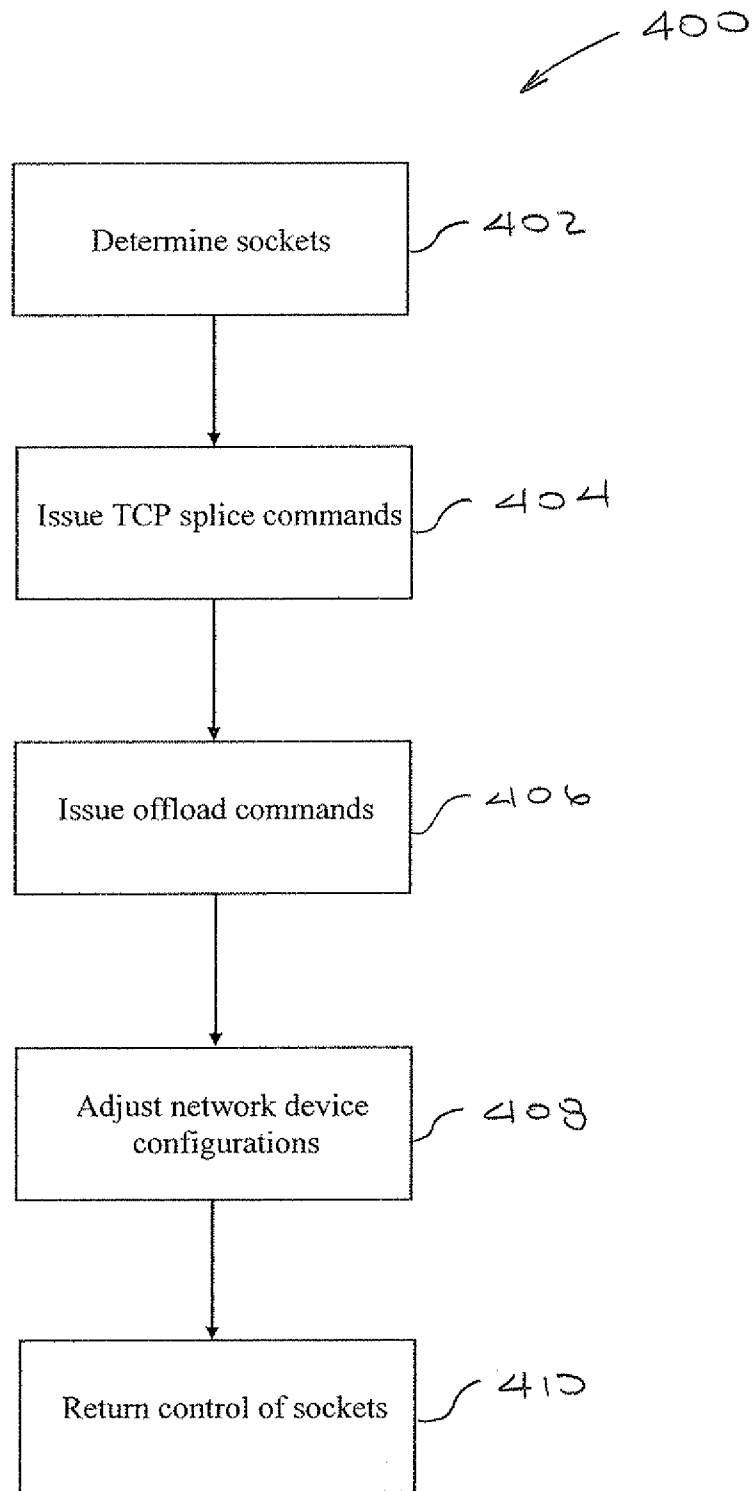 400
Determine sockets
402
Issue TCP splice commands
404
Issue offload commands
406
Adjust network device
configurations
408
Return control of sockets
410